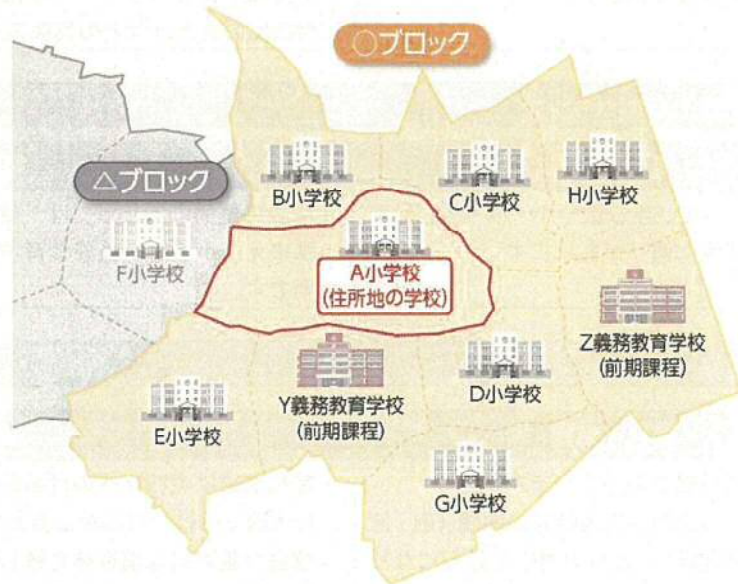 ○ブロック
△ブロック
B小学校
C小学校
H小学校
F小学校
A小学校
(住所地の学校)
Z義務教育学校
(前期課程)
D小学校
Y義務教育学校
(前期課程)
E小学校
G小学校